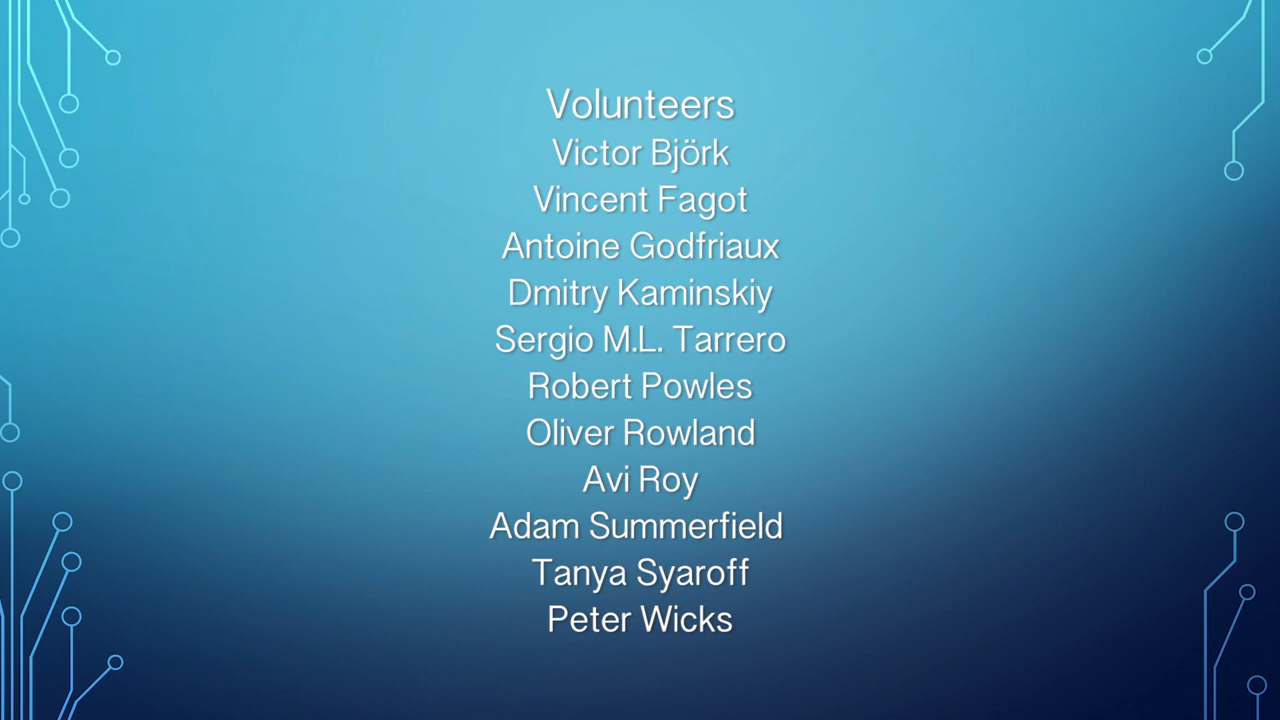 Volunteers
Victor Björk
Vincent Fagot
Antoine Godfriaux
Dmitry Kaminskiy
Sergio M.L. Tarrero
Robert Powles
Oliver Rowland
Avi Roy
Adam Summerfield
Tanya Syaroff
Peter Wicks